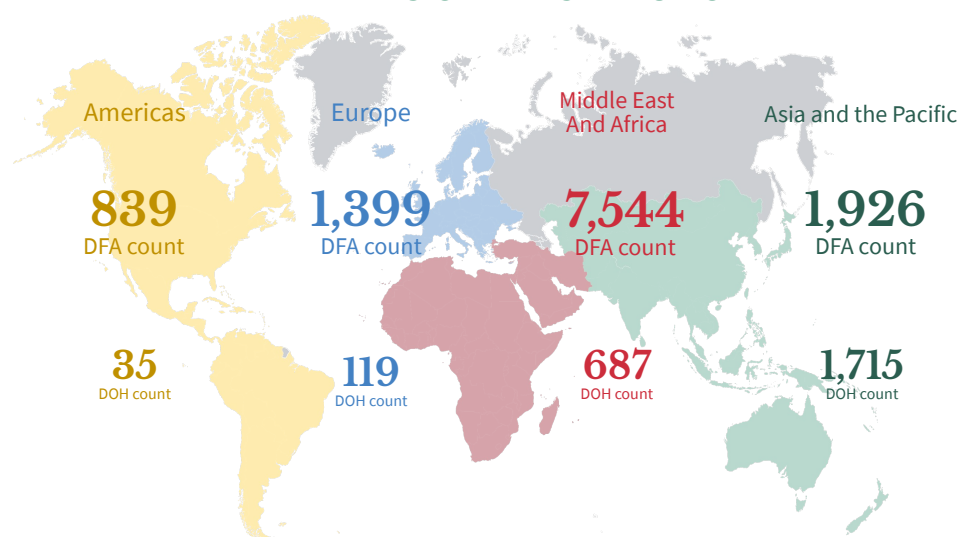 Americas
839
DFA count
35
DOH count
Europe
1,399
DFA count
119
DOH count
Middle East
And Africa
7,544
DFA count
687
DOH count
Asia and the Pacific
1,926
DFA count
1,715
DOH count